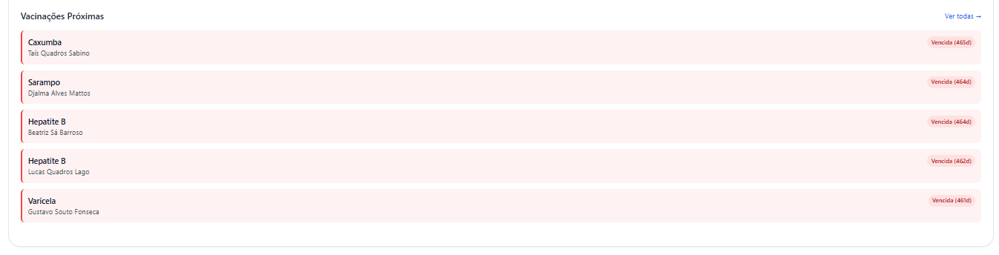 Vacinações Próximas
Ver todas →
Caxumba
Vencida (465d)
Taís Quadros Sabino
Sarampo
Vencida (464d)
Djalma Alves Mattos
Hepatite B
Vencida (464d)
Beatriz Sá Barroso
Hepatite B
Vencida (462d)
Lucas Quadros Lago
Varicela
Vencida (461d)
Gustavo Souto Fonseca